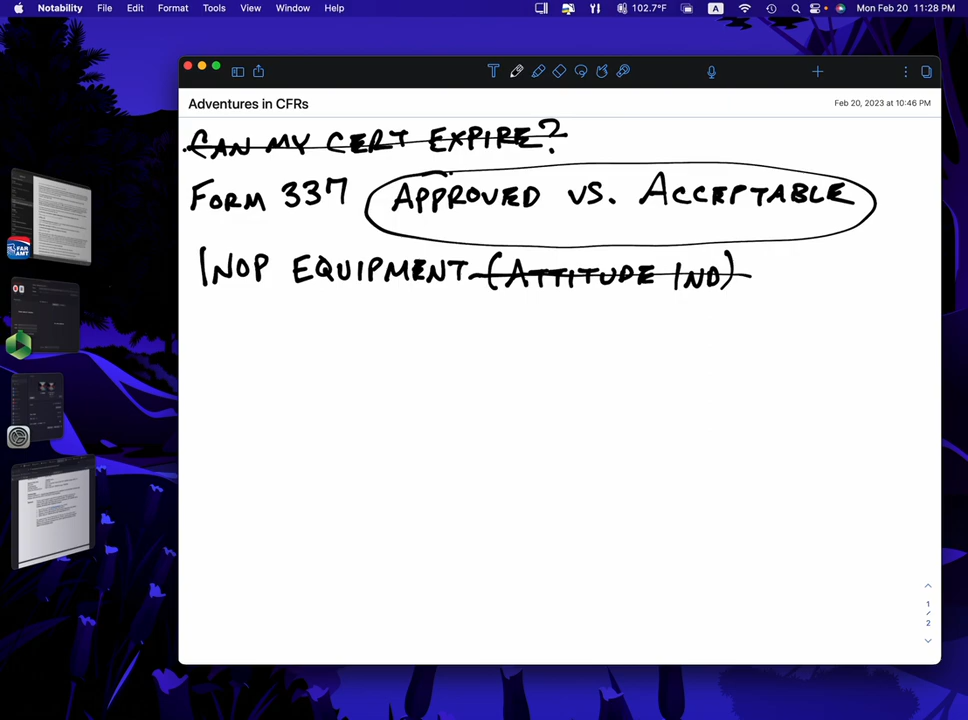 Notability File Edit Format Tools View Window Help 102.7°F A Mon Feb 20 11:28 PM
Adventures in CFRs
Feb 20, 2023 at 10:46 PM
CAN MY CERT EXPIRE?
FORM 337 APPROVED VS. ACCEPTABLE
INOP EQUIPMENT (ATTITUDE IND)
FAR
AMT
1
/
2